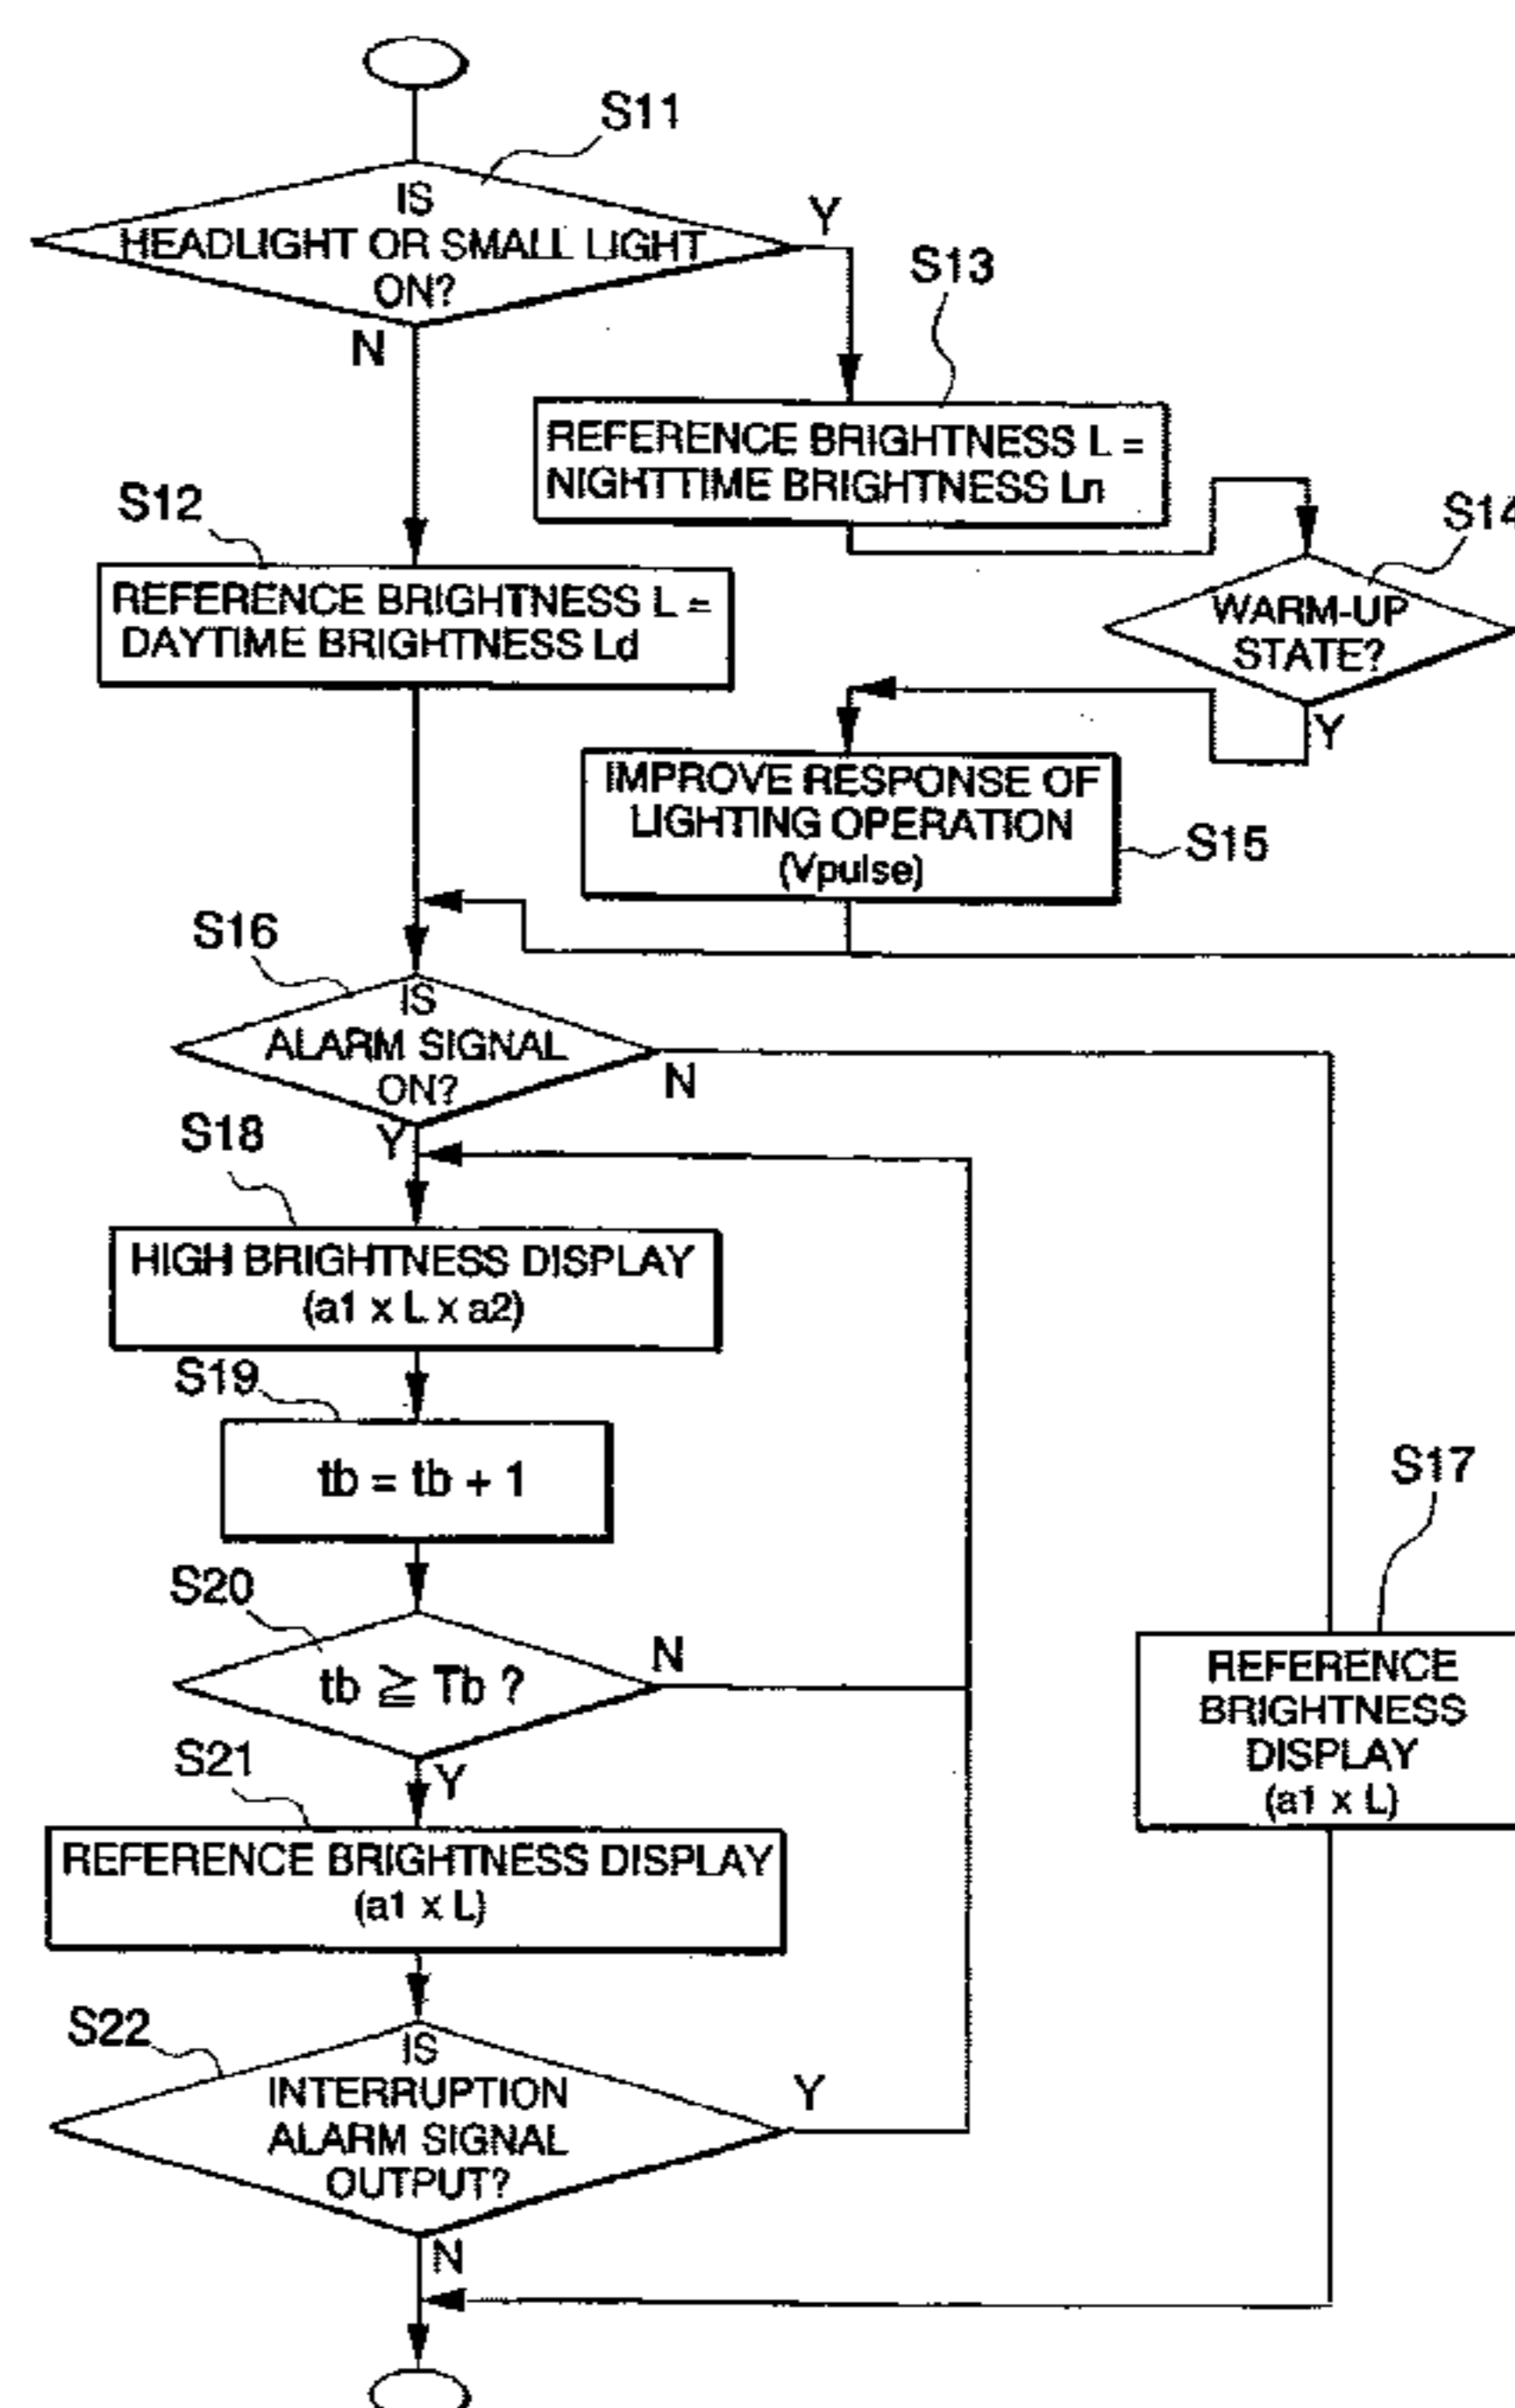 S11
IS
HEADLIGHT OR SMALL LIGHT
ON?
Y
N
S13
REFERENCE BRIGHTNESS L =
NIGHTTIME BRIGHTNESS Ln
S12
REFERENCE BRIGHTNESS L =
DAYTIME BRIGHTNESS Ld
S14
WARM-UP
STATE?
Y
IMPROVE RESPONSE OF
LIGHTING OPERATION
(Vpulse)
S15
S16
IS
ALARM SIGNAL
ON?
N
Y
S18
HIGH BRIGHTNESS DISPLAY
(a1 x L x a2)
S19
tb = tb + 1
S20
tb ≧ Tb ?
N
Y
S17
REFERENCE
BRIGHTNESS
DISPLAY
(a1 x L)
S21
REFERENCE BRIGHTNESS DISPLAY
(a1 x L)
S22
IS
INTERRUPTION
ALARM SIGNAL
OUTPUT?
Y
N